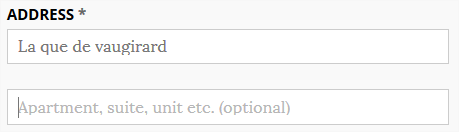 ADDRESS *
La que de vaugirard
Apartment, suite, unit etc. (optional)